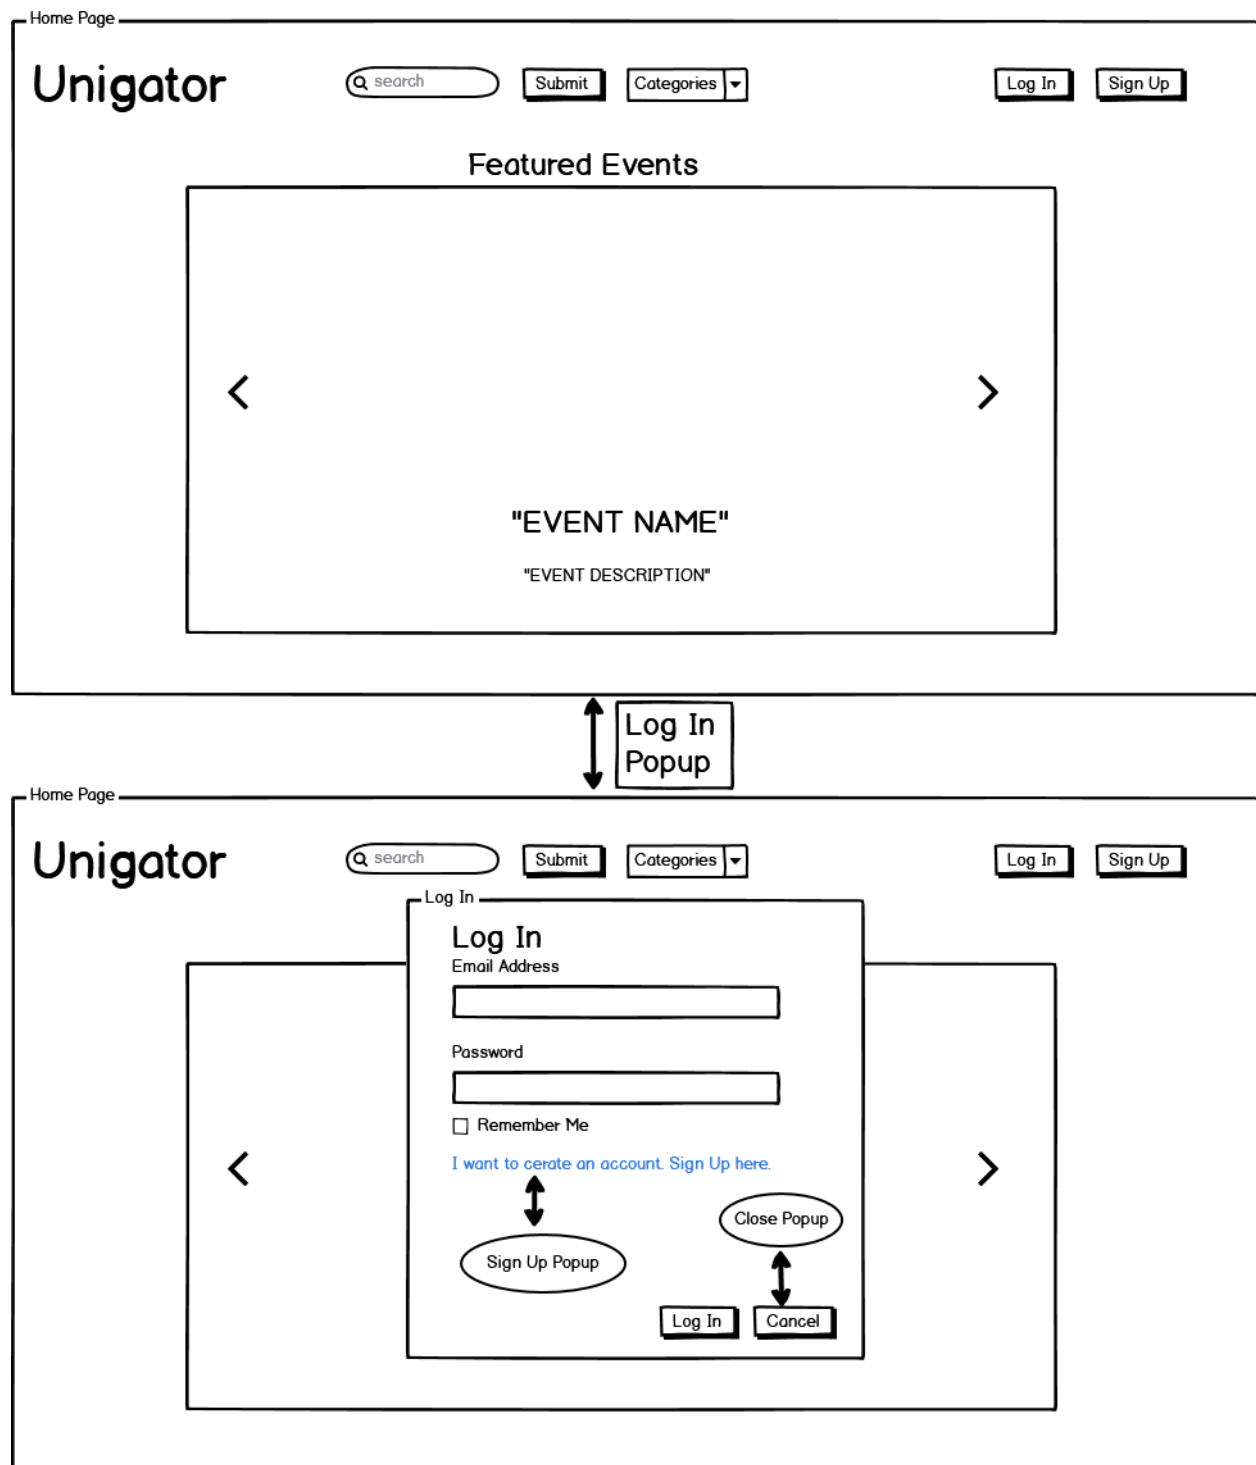 Home Page
Unigator
search
Submit
Categories
Log In
Sign Up
Featured Events
"EVENT NAME"
"EVENT DESCRIPTION"
Log In
Popup
Home Page
Unigator
search
Submit
Categories
Log In
Sign Up
Log In
Log In
Email Address
Password
Remember Me
I want to cerate an account. Sign Up here.
Close Popup
Sign Up Popup
Log In
Cancel